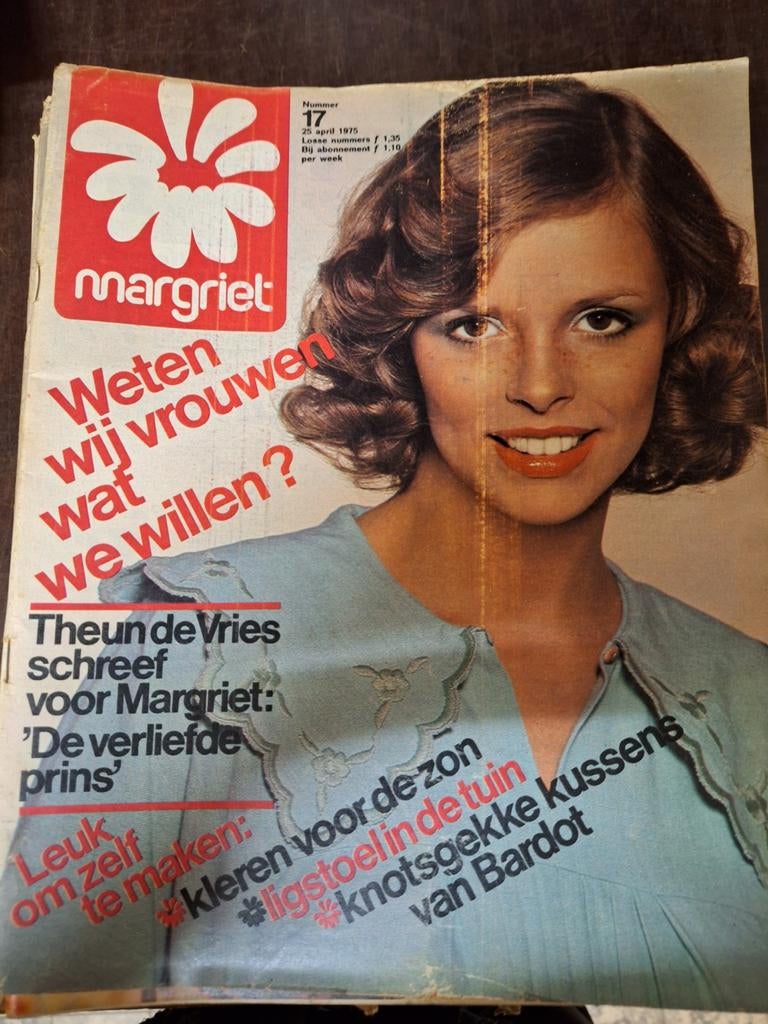 margriet
Nummer
17
25 april 1975
Losse nummers ƒ 1,35
Bij abonnement ƒ 1,10
per week
Weten
wij vrouwen
wat
we willen?
Theun de Vries
schreef
voor Margriet:
'De verliefde
prins'
Leuk
om zelf
te maken:
kleren voor de zon
ligstoel in de tuin
knotsgekke kussens
van Bardot